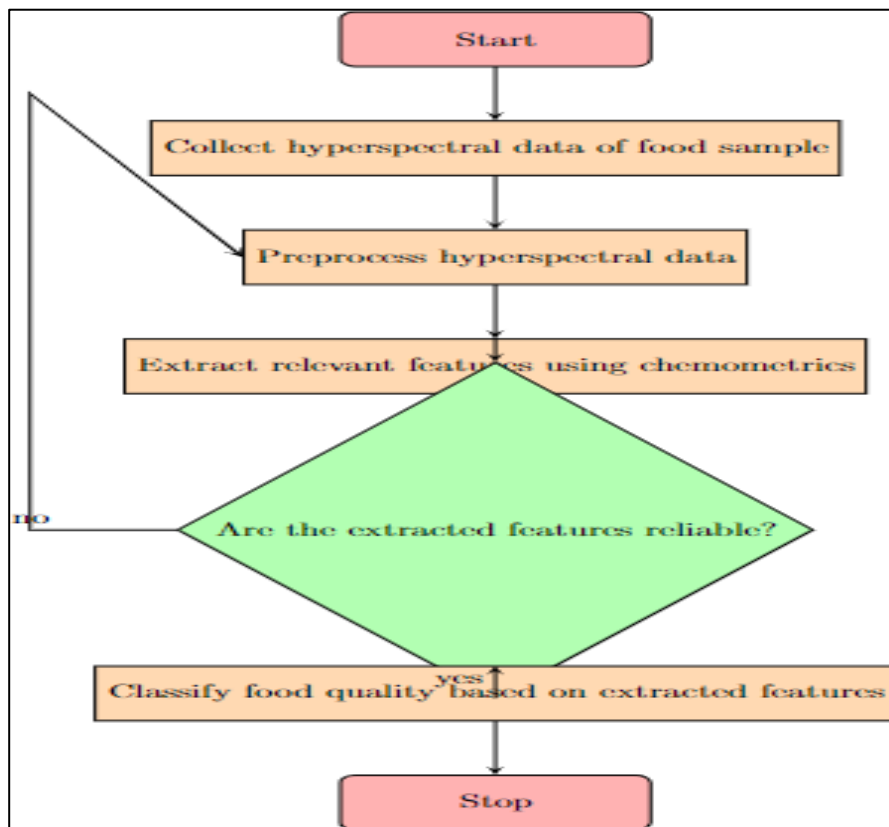 Start
Collect hyperspectral data of food sample
Preprocess hyperspectral data
Extract relevant features using chemometrics
no
Are the extracted features reliable?
yes
Classify food quality based on extracted features
Stop